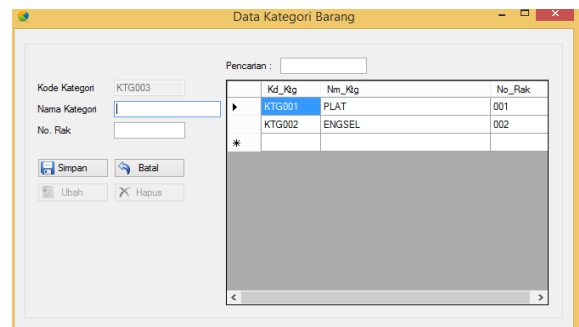 Data Kategori Barang
Pencarian :
Kode Kategori KTG003
Nama Kategori
No. Rak
Simpan Batal
Ubah Hapus
Kd_Ktg Nm_Ktg No_Rak
KTG001 PLAT 001
KTG002 ENGSEL 002